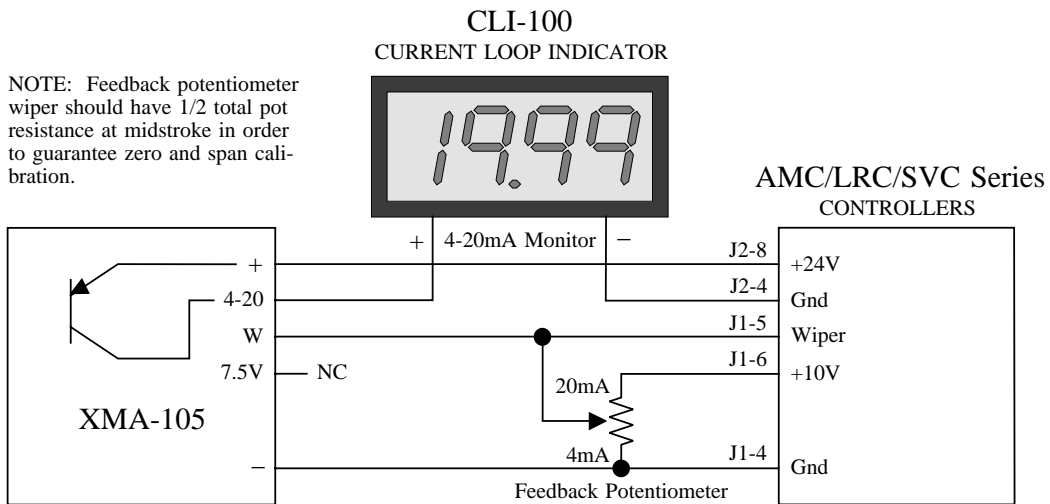 CLI-100
CURRENT LOOP INDICATOR
NOTE: Feedback potentiometer
wiper should have 1/2 total pot
resistance at midstroke in order
to guarantee zero and span cali-
bration.
19.99
AMC/LRC/SVC Series
CONTROLLERS
+ 4-20mA Monitor −
+ J2-8 +24V
4-20 J2-4 Gnd
W J1-5 Wiper
7.5V NC J1-6 +10V
20mA
XMA-105
4mA
− J1-4 Gnd
Feedback Potentiometer